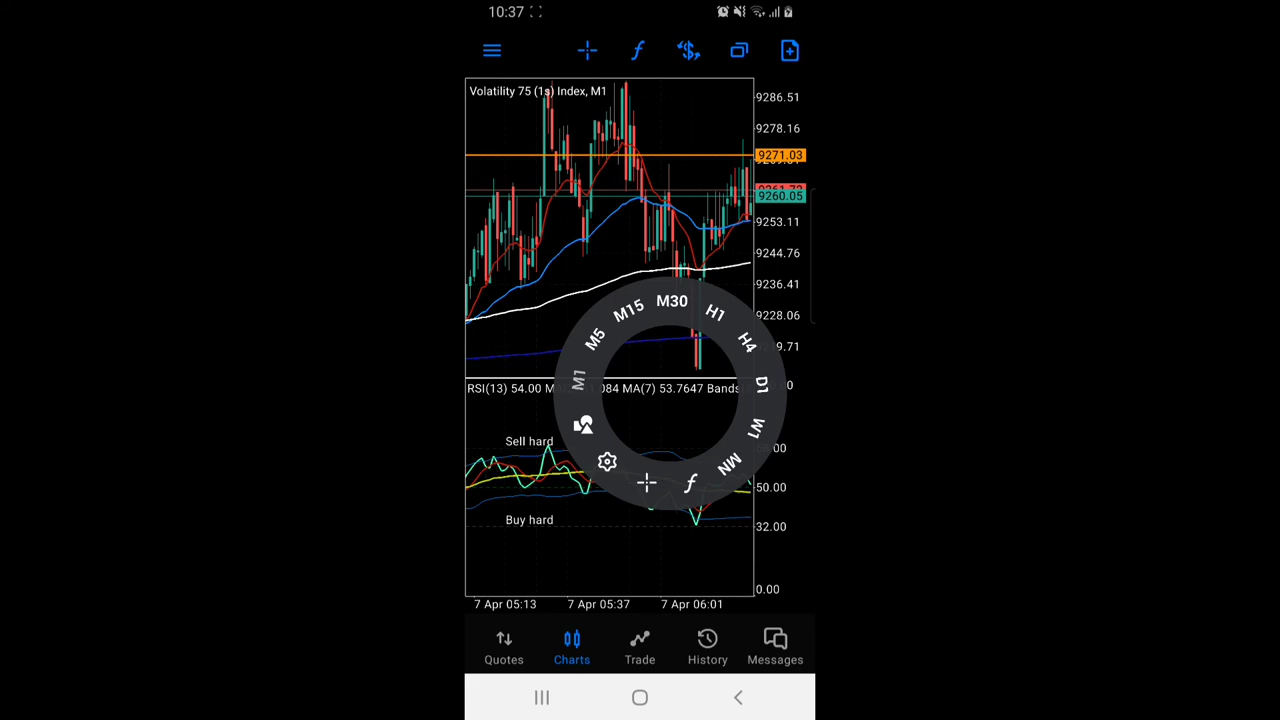 10:37
Volatility 75 (1s) Index, M1
9286.51
9278.16
9271.03
9260.05
9253.11
9244.76
9236.41
9228.06
M1
M5
M15
M30
H1
H4
D1
W1
MN
RSI(13) 54.00
084 MA(7) 53.7647 Bands
Sell hard
50.00
Buy hard
32.00
0.00
7 Apr 05:13 7 Apr 05:37 7 Apr 06:01
Quotes Charts Trade History Messages